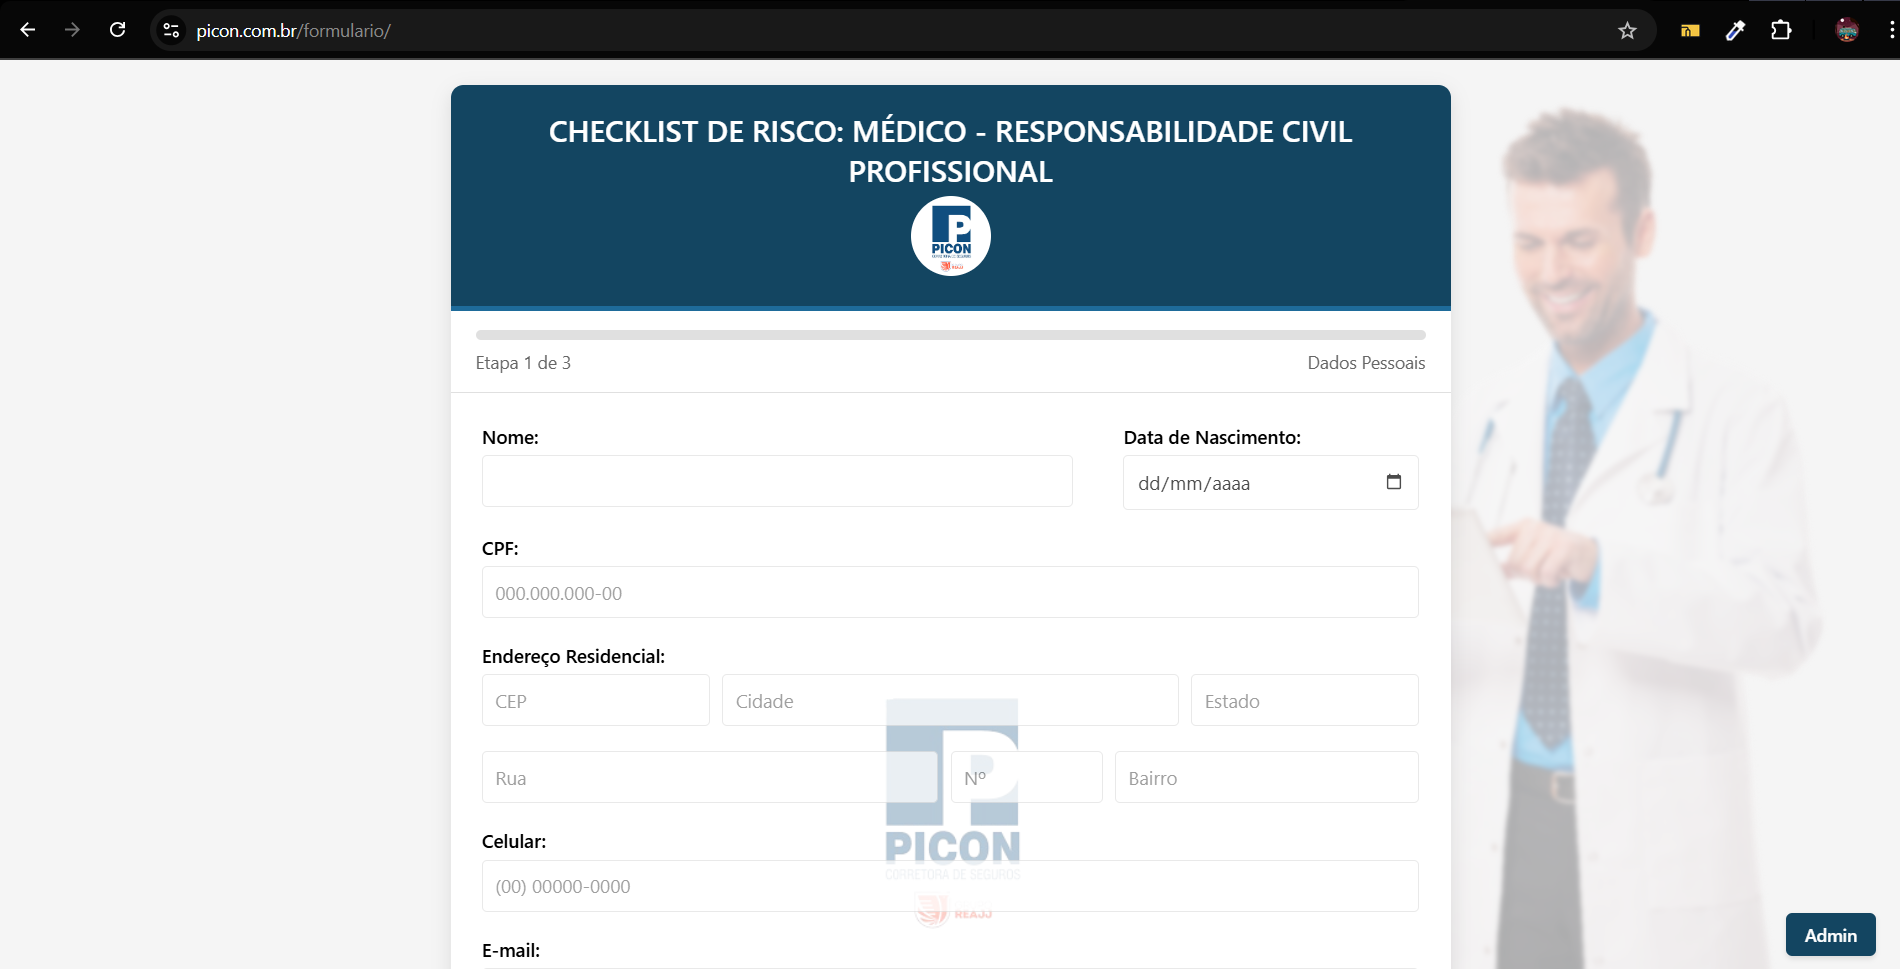 picon.com.br/formulario/
CHECKLIST DE RISCO: MÉDICO - RESPONSABILIDADE CIVIL
PROFISSIONAL
P
PICON
Etapa 1 de 3
Dados Pessoais
Nome:
Data de Nascimento:
dd/mm/aaaa
CPF:
000.000.000-00
Endereço Residencial:
CEP
Cidade
Estado
Rua
Nº
Bairro
P
PICON
CORRETORA DE SEGUROS
REAJJ
Celular:
(00) 00000-0000
E-mail:
Admin